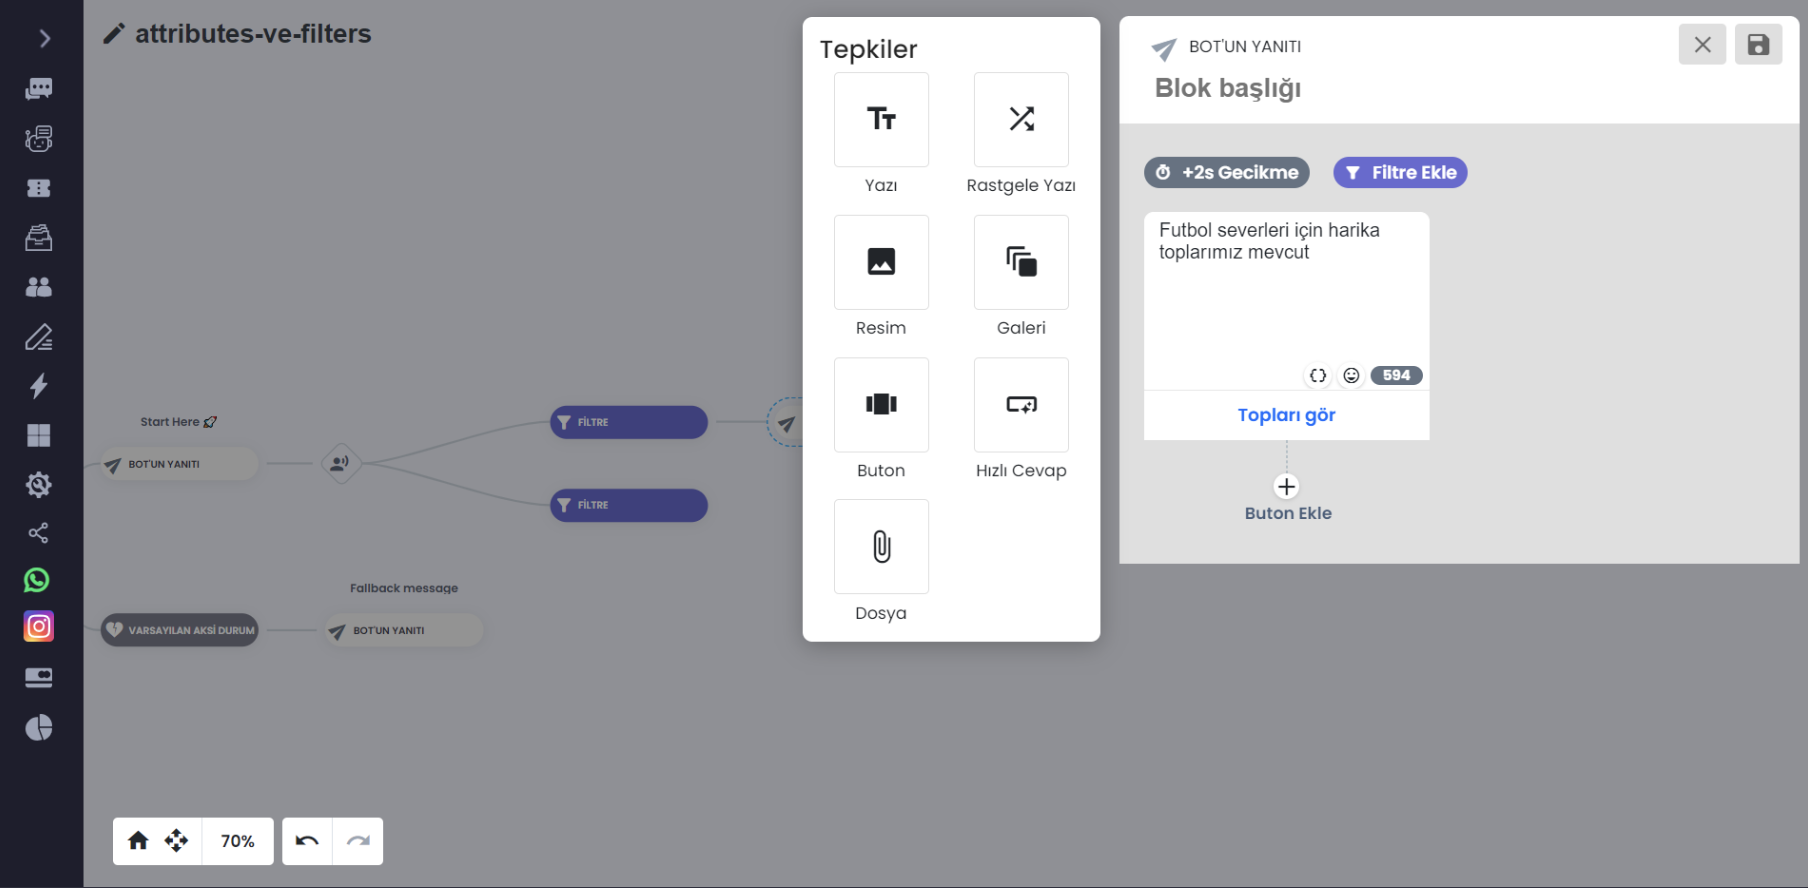 attributes-ve-filters
Start Here
BOT'UN YANITI
FİLTRE
FİLTRE
Fallback message
VARSAYILAN AKSİ DURUM
BOT'UN YANITI
70%
Tepkiler
Yazı
Rastgele Yazı
Resim
Galeri
Buton
Hızlı Cevap
Dosya
BOT'UN YANITI
Blok başlığı
+2s Gecikme
Filtre Ekle
Futbol severleri için harika
toplarımız mevcut
594
Topları gör
Buton Ekle